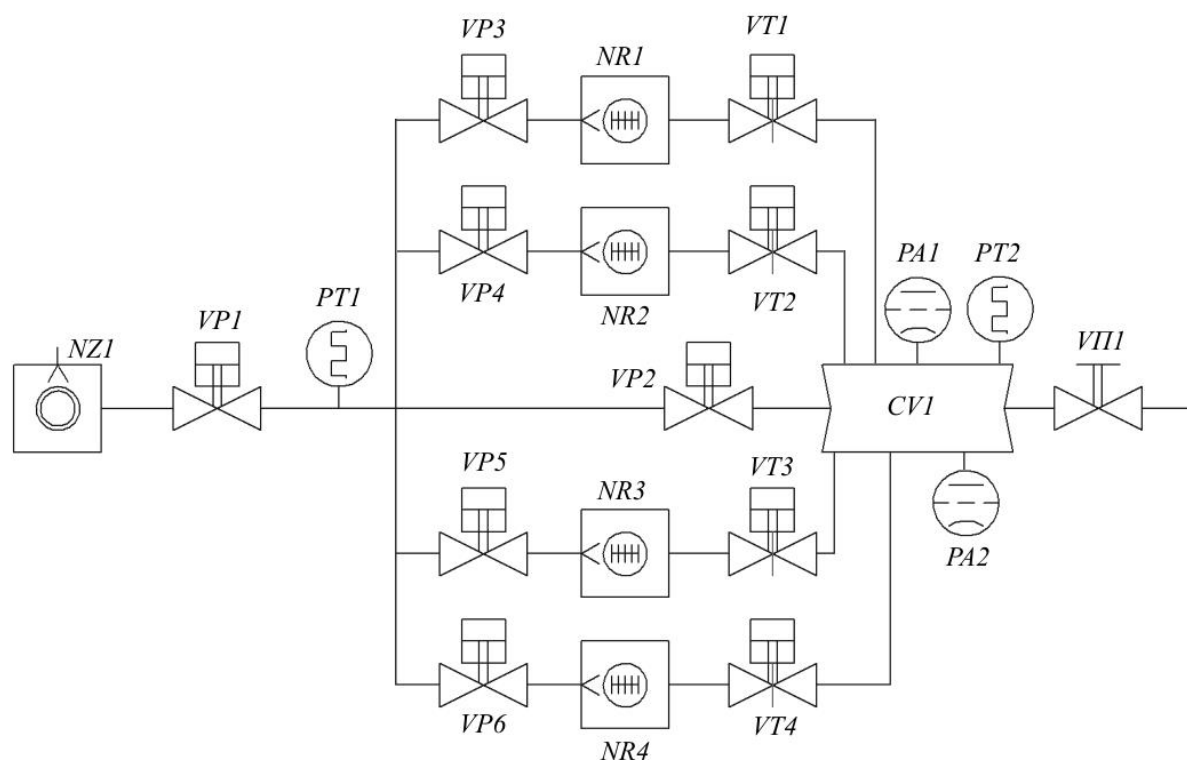 VP3
VT1
NR1
VP4
NR2
VT2
PA1
PT2
PT1
VP1
NZ1
VP2
VП1
CV1
VP5
NR3
VT3
PA2
VP6
NR4
VT4